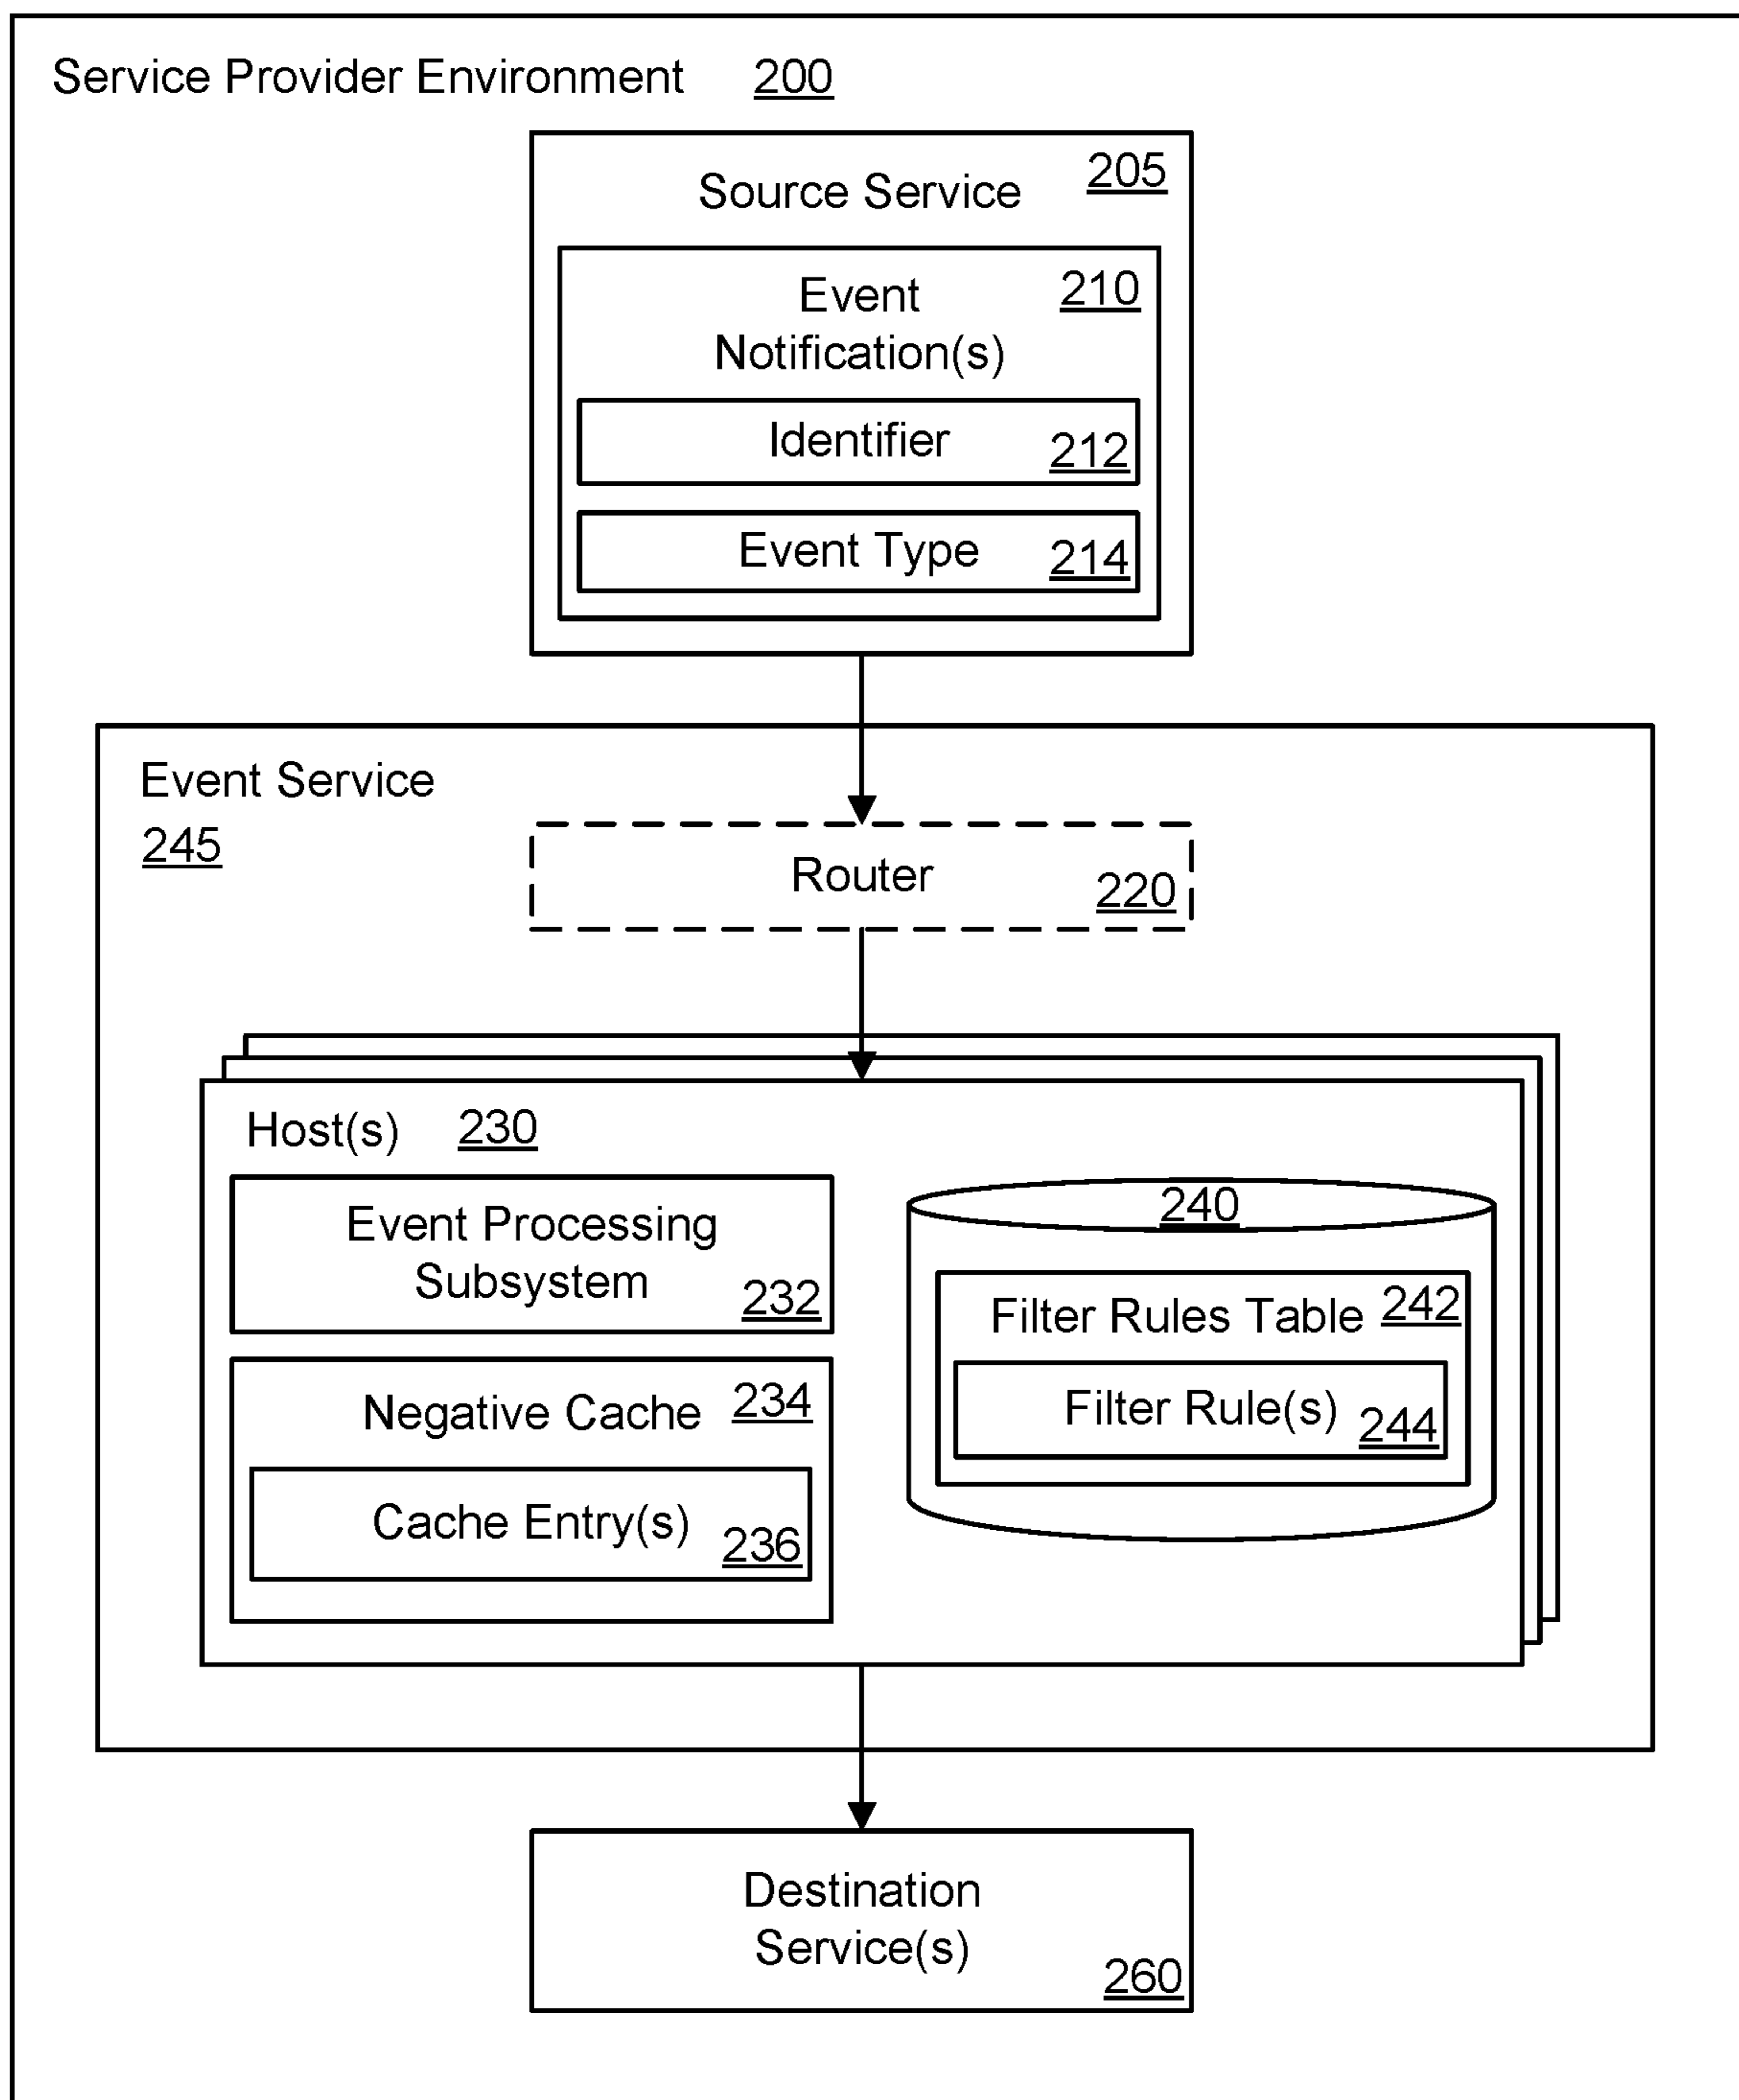 Service Provider Environment 200
Source Service 205
Event 210
Notification(s)
Identifier 212
Event Type 214
Event Service
245
Router 220
Host(s) 230
Event Processing
Subsystem 232
Negative Cache 234
Cache Entry(s) 236
240
Filter Rules Table 242
Filter Rule(s) 244
Destination
Service(s) 260